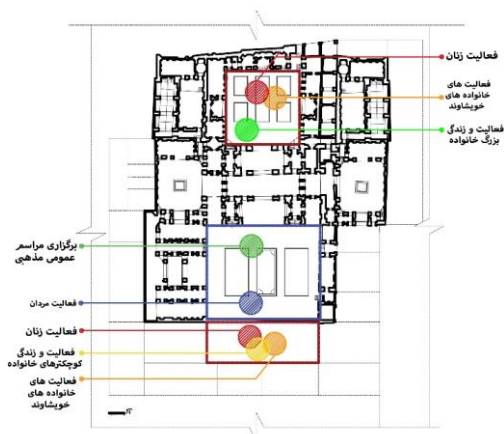 فعالیت زنان
فعالیت های
خانواده های
خویشاوند
فعالیت و زندگی
بزرگ خانواده
برگزاری مراسم
عمومی مذهبی
فعالیت مردان
فعالیت زنان
فعالیت و زندگی
کوچکترهای خانواده
فعالیت های
خانواده های
خویشاوند